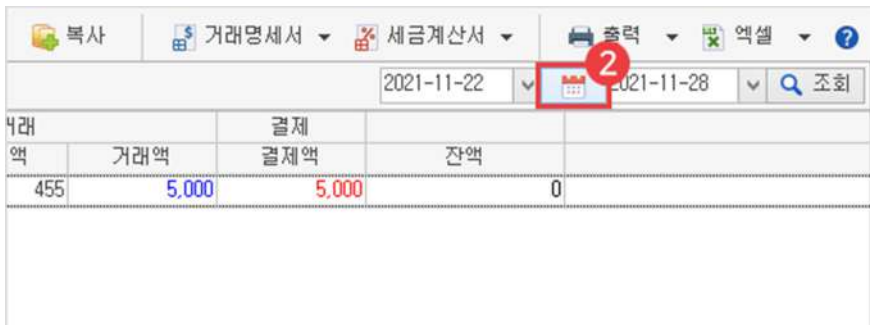 복사 거래명세서 세금계산서 출력 엑셀
2021-11-22 2 2021-11-28 조회
결제
액 거래액 결제액 잔액
455 5,000 5,000 0